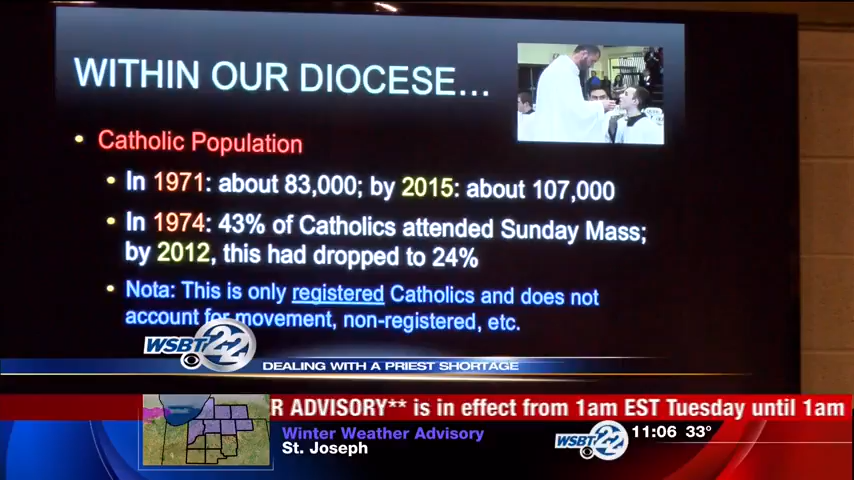 WITHIN OUR DIOCESE...
• Catholic Population
• In 1971: about 83,000; by 2015: about 107,000
• In 1974: 43% of Catholics attended Sunday Mass;
by 2012, this had dropped to 24%
• Nota: This is only registered Catholics and does not
account for movement, non-registered, etc.
WSBT 22
DEALING WITH A PRIEST SHORTAGE
R ADVISORY** is in effect from 1am EST Tuesday until 1am
Winter Weather Advisory
St. Joseph
WSBT 22
11:06 33°